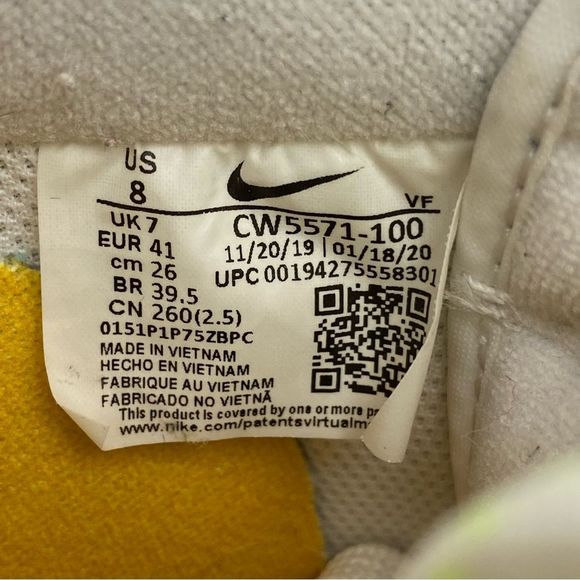 US
8
VF
UK 7
EUR 41
cm 26
BR 39.5
CN 260(2.5)
CW5571-100
11/20/19 | 01/18/20
UPC 00194275558301
0151P1P75ZBPC
MADE IN VIETNAM
HECHO EN VIETNAM
FABRIQUE AU VIETNAM
FABRICADO NO VIETNÃ
This product is covered by one or more
www.nike.com/patentsvirtualm